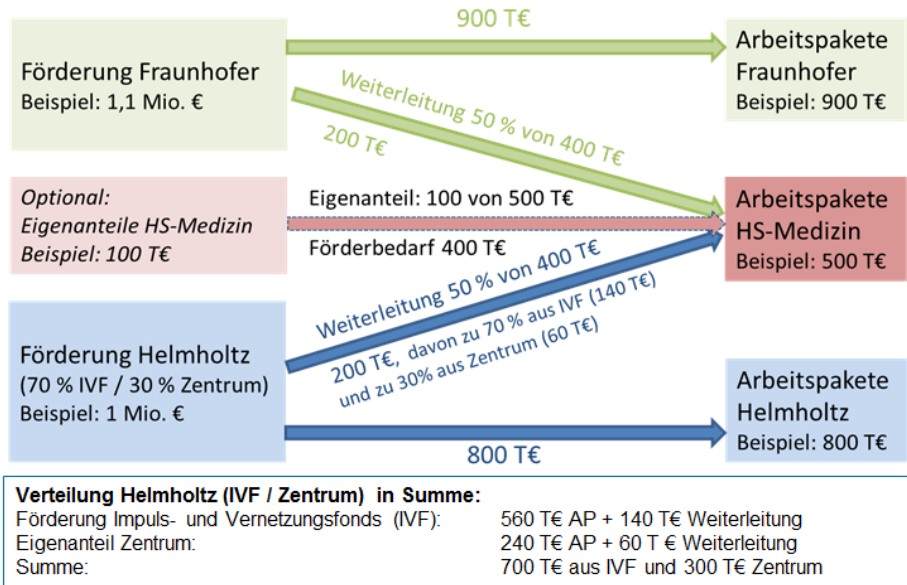 900 T€
Förderung Fraunhofer
Beispiel: 1,1 Mio. €
Arbeitspakete
Fraunhofer
Beispiel: 900 T€
Weiterleitung 50 % von 400 T€
200 T€
Optional:
Eigenanteile HS-Medizin
Beispiel: 100 T€
Eigenanteil: 100 von 500 T€
Förderbedarf 400 T€
Arbeitspakete
HS-Medizin
Beispiel: 500 T€
Weiterleitung 50 % von 400 T€
200 T€, davon zu 70 % aus IVF (140 T€)
und zu 30% aus Zentrum (60 T€)
Förderung Helmholtz
(70 % IVF / 30 % Zentrum)
Beispiel: 1 Mio. €
Arbeitspakete
Helmholtz
Beispiel: 800 T€
800 T€
Verteilung Helmholtz (IVF / Zentrum) in Summe:
Förderung Impuls- und Vernetzungsfonds (IVF): 560 T€ AP + 140 T€ Weiterleitung
Eigenanteil Zentrum: 240 T€ AP + 60 T € Weiterleitung
Summe: 700 T€ aus IVF und 300 T€ Zentrum